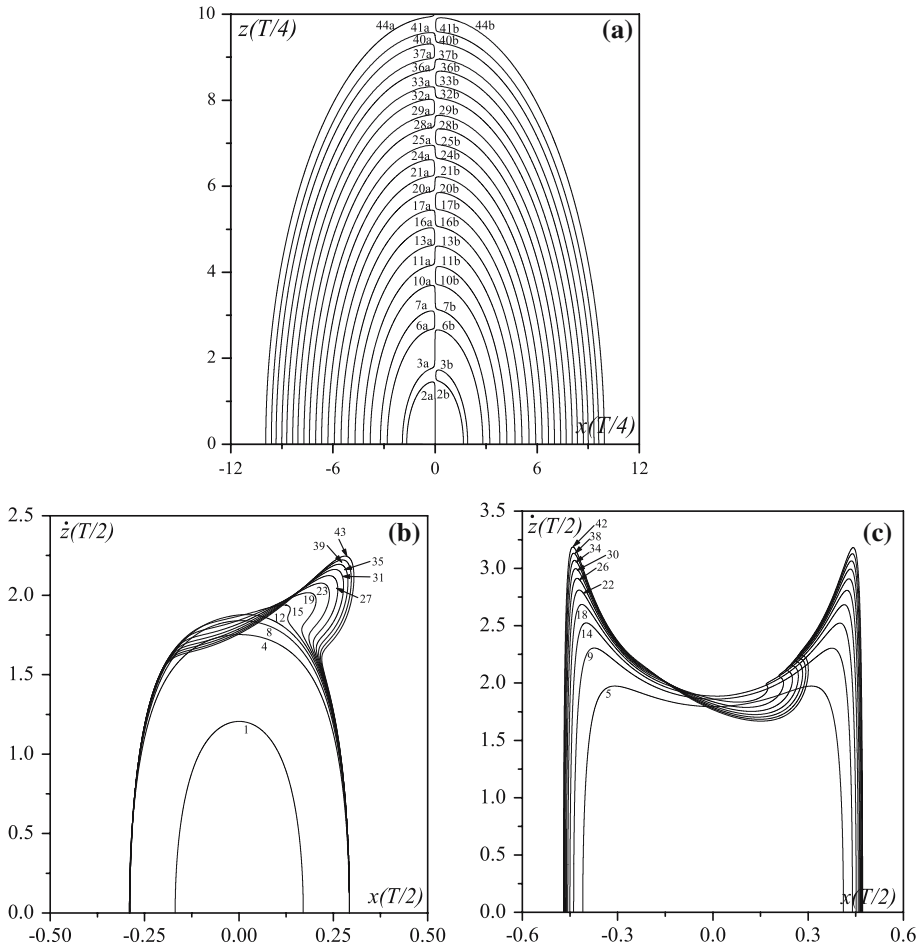 z(T/4)
(a)
10
8
6
4
2
0
44a 44b
41a 41b
40a 40b
37a 37b
36a 36b
33a 33b
32a 32b
29a 29b
28a 28b
25a 25b
24a 24b
21a 21b
20a 20b
17a 17b
16a 16b
13a 13b
11a 11b
10a 10b
7a 7b
6a 6b
3a 3b
2a 2b
x(T/4)
-12 -6 0 6 12
ż(T/2)
(b)
2.5
2.0
1.5
1.0
0.5
0.0
43
39
35
31
27
23
19
15
12
8
4
1
x(T/2)
-0.50 -0.25 0.00 0.25 0.50
ż(T/2)
(c)
3.5
3.0
2.5
2.0
1.5
1.0
0.5
0.0
42
38
34
30
26
22
18
14
9
5
x(T/2)
-0.6 -0.3 0.0 0.3 0.6